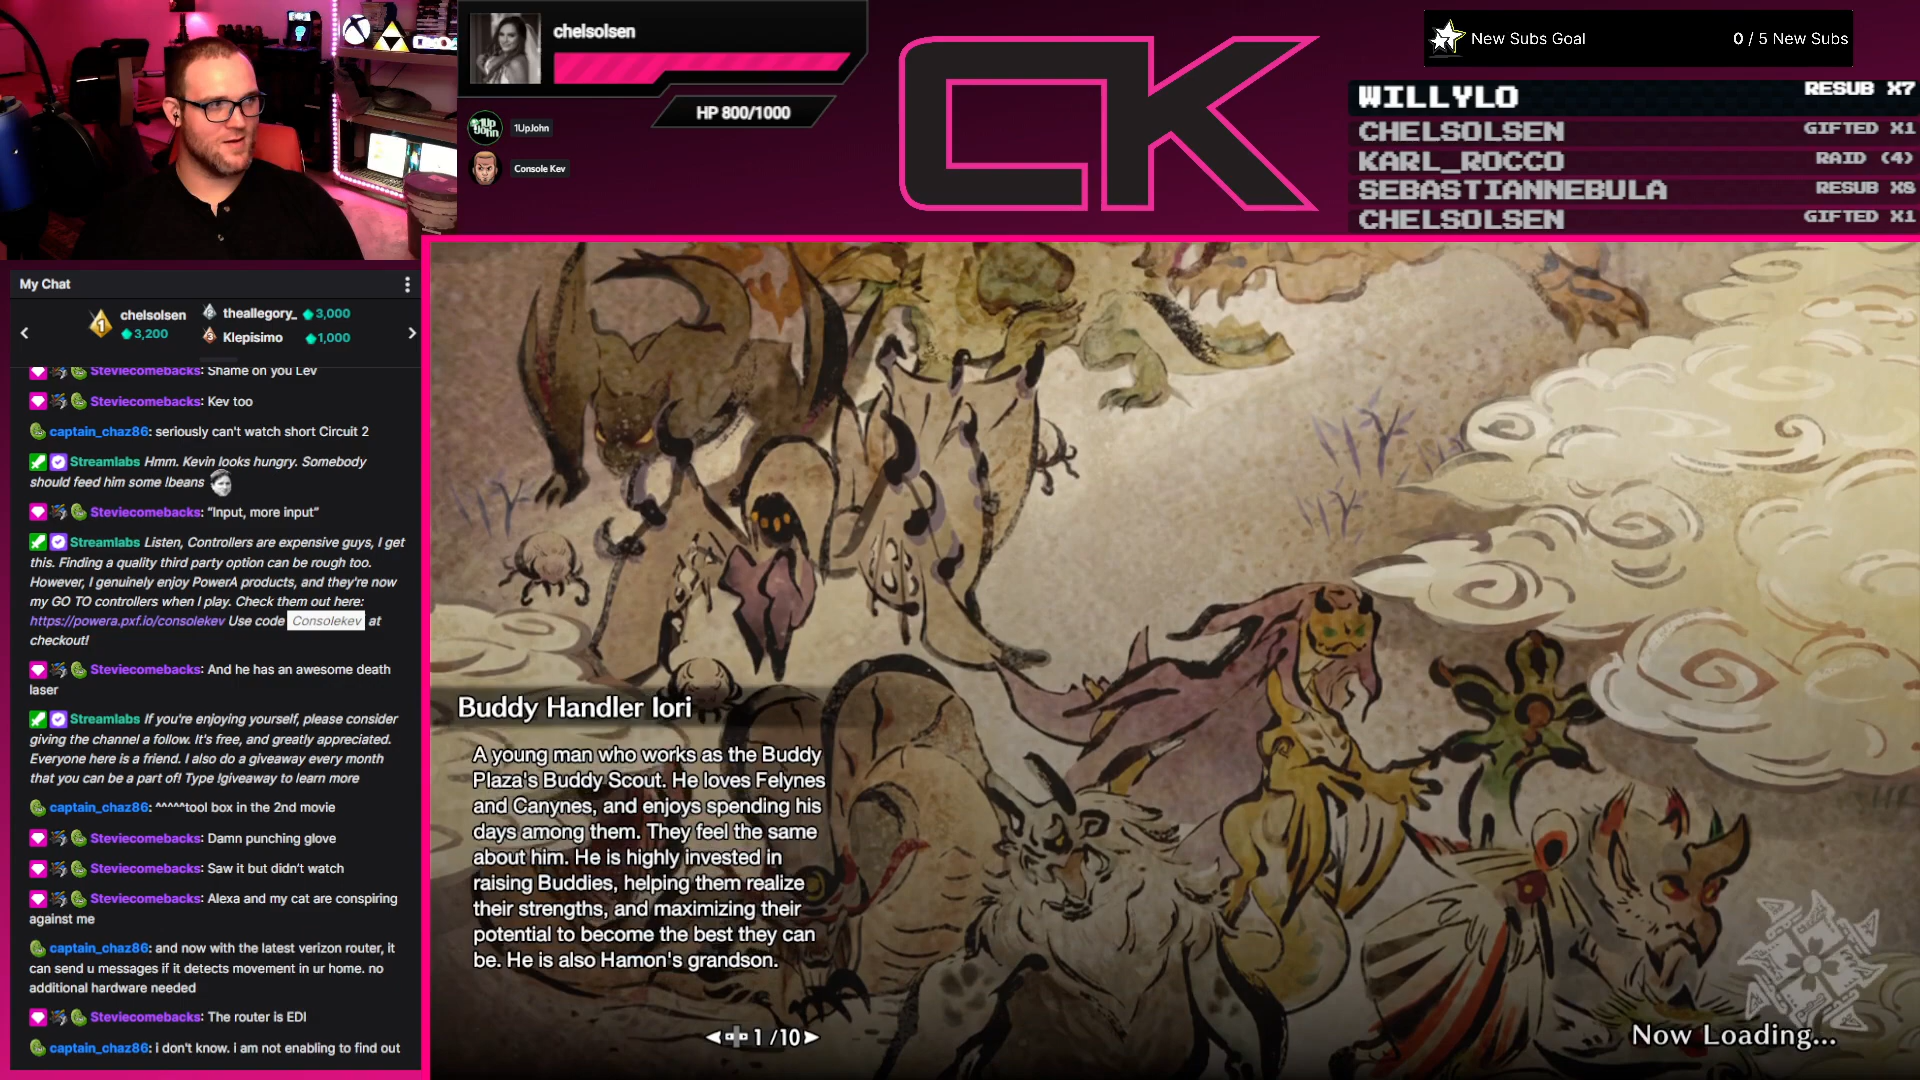 chelsolsen
HP 800/1000
1UpJohn
1Up John
Console Kev
CK
New Subs Goal 0 / 5 New Subs
WILLYLO RESUB X7
CHELSOLSEN GIFTED X1
KARL_ROCCO RAID (4)
SEBASTIANNEBULA RESUB X8
CHELSOLSEN GIFTED X1
My Chat
1 chelsolsen 3,200
2 theallegory_ 3,000
3 Klepisimo 1,000
Steviecomebacks: Shame on you Lev
Steviecomebacks: Kev too
captain_chaz86: seriously can't watch short Circuit 2
Streamlabs Hmm. Kevin looks hungry. Somebody
should feed him some !beans
Steviecomebacks: “Input, more input”
Streamlabs Listen, Controllers are expensive guys, I get
this. Finding a quality third party option can be rough too.
However, I genuinely enjoy PowerA products, and they're now
my GO TO controllers when I play. Check them out here:
https://powera.pxf.io/consolekev Use code Consolekev at
checkout!
Steviecomebacks: And he has an awesome death
laser
Streamlabs If you're enjoying yourself, please consider
giving the channel a follow. It's free, and greatly appreciated.
Everyone here is a friend. I also do a giveaway every month
that you can be a part of! Type !giveaway to learn more
captain_chaz86: ^^^^^tool box in the 2nd movie
Steviecomebacks: Damn punching glove
Steviecomebacks: Saw it but didn’t watch
Steviecomebacks: Alexa and my cat are conspiring
against me
captain_chaz86: and now with the latest verizon router, it
can send u messages if it detects movement in ur home. no
additional hardware needed
Steviecomebacks: The router is EDI
captain_chaz86: i don't know. i am not enabling to find out
Buddy Handler Iori
A young man who works as the Buddy
Plaza's Buddy Scout. He loves Felynes
and Canynes, and enjoys spending his
days among them. They feel the same
about him. He is highly invested in
raising Buddies, helping them realize
their strengths, and maximizing their
potential to become the best they can
be. He is also Hamon's grandson.
1 /10
Now Loading...